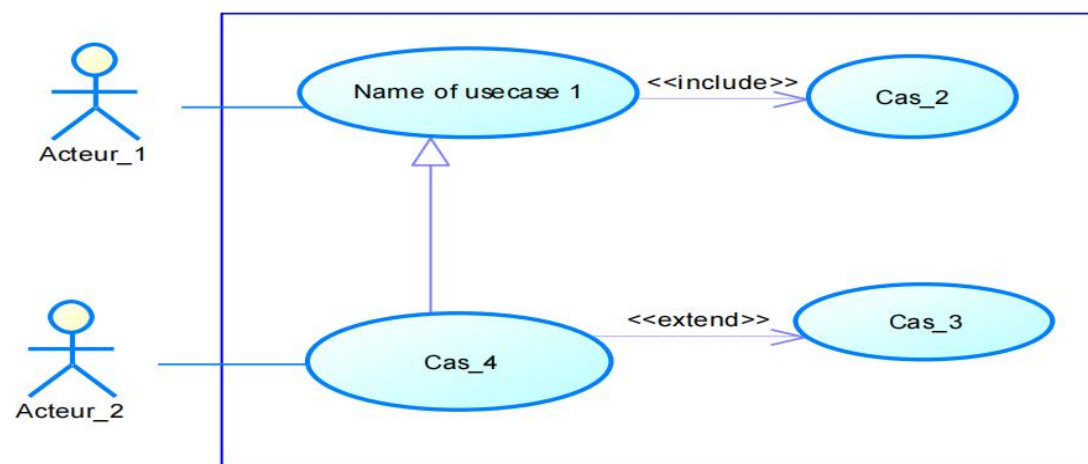 Name of usecase 1
<<include>>
Cas_2
Acteur_1
<<extend>>
Cas_3
Cas_4
Acteur_2